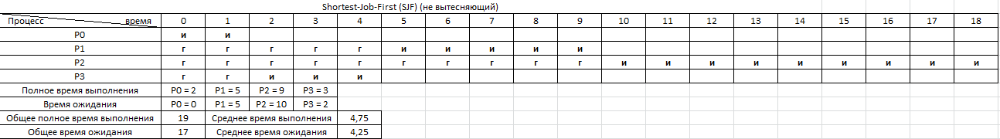 Shortest-Job-First (SJF) (не вытесняющий)
Процесс время 0 1 2 3 4 5 6 7 8 9 10 11 12 13 14 15 16 17 18
P0 и и
P1 г г г г г и и и и и
P2 г г г г г г г г г г и и и и и и и и и
P3 г г и и и
Полное время выполнения P0 = 2 P1 = 5 P2 = 9 P3 = 3
Время ожидания P0 = 0 P1 = 5 P2 = 10 P3 = 2
Общее полное время выполнения 19 Среднее время выполнения 4,75
Общее время ожидания 17 Среднее время ожидания 4,25